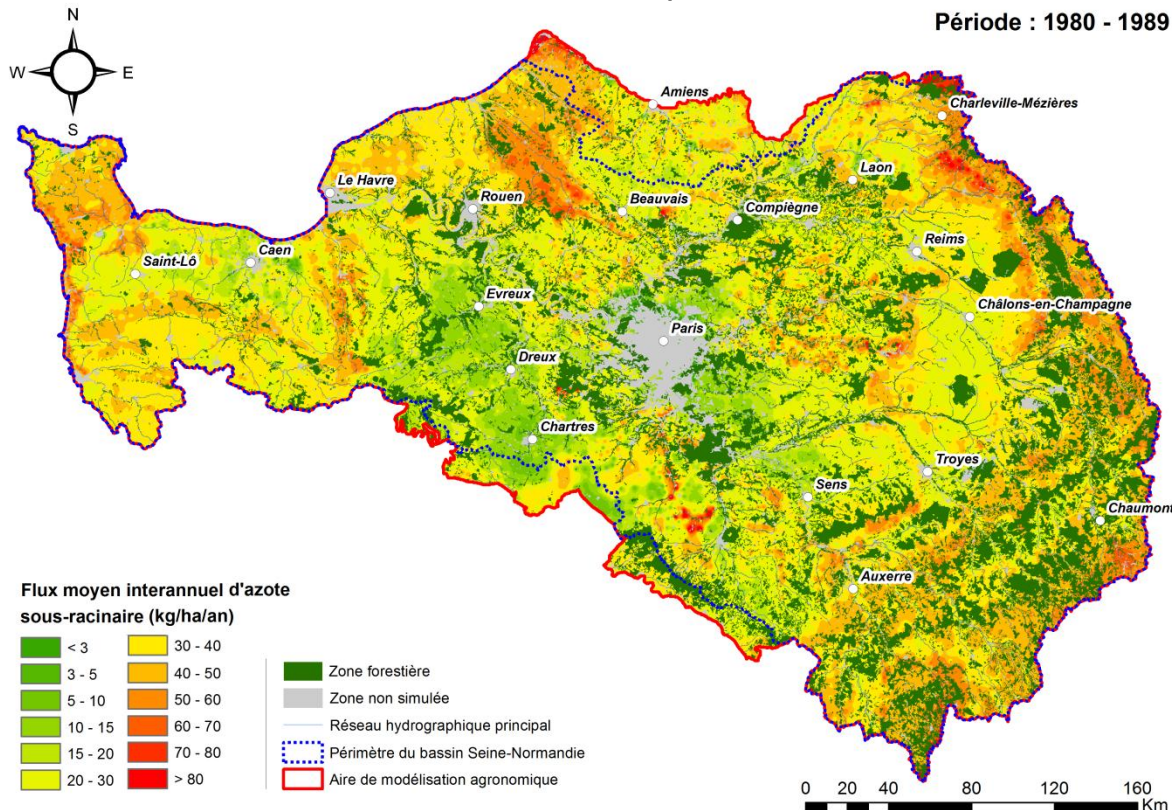 Période : 1980 - 1989
N
W
E
S
Amiens
Charleville-Mézières
Laon
Le Havre
Rouen
Beauvais
Compiègne
Reims
Caen
Saint-Lô
Evreux
Châlons-en-Champagne
Paris
Dreux
Chartres
Troyes
Sens
Chaumont
Auxerre
Flux moyen interannuel d'azote
sous-racinaire (kg/ha/an)
< 3
3 - 5
5 - 10
10 - 15
15 - 20
20 - 30
30 - 40
40 - 50
50 - 60
60 - 70
70 - 80
> 80
Zone forestière
Zone non simulée
Réseau hydrographique principal
Périmètre du bassin Seine-Normandie
Aire de modélisation agronomique
0 20 40 80 120 160
Km